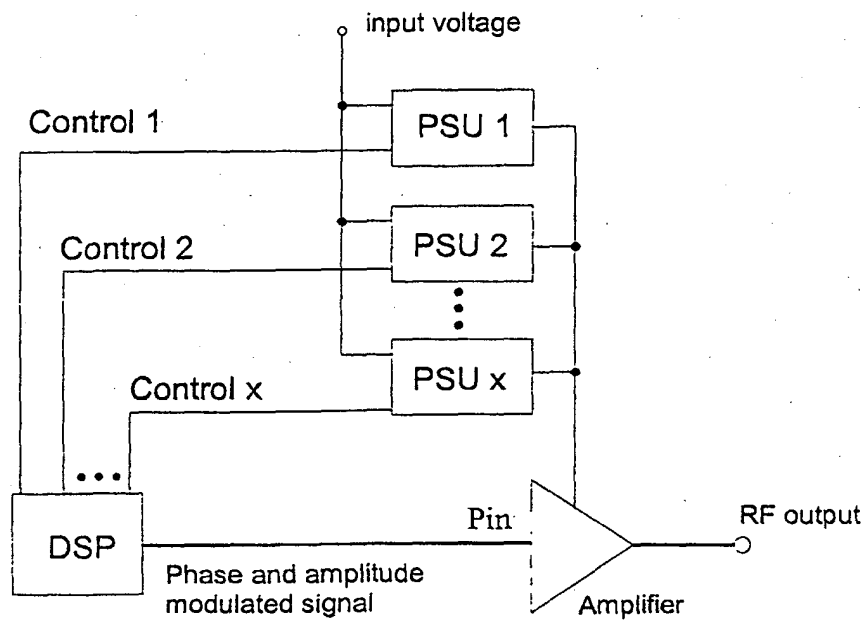 input voltage
Control 1
PSU 1
Control 2
PSU 2
Control x
PSU x
DSP
Pin
RF output
Phase and amplitude
modulated signal
Amplifier